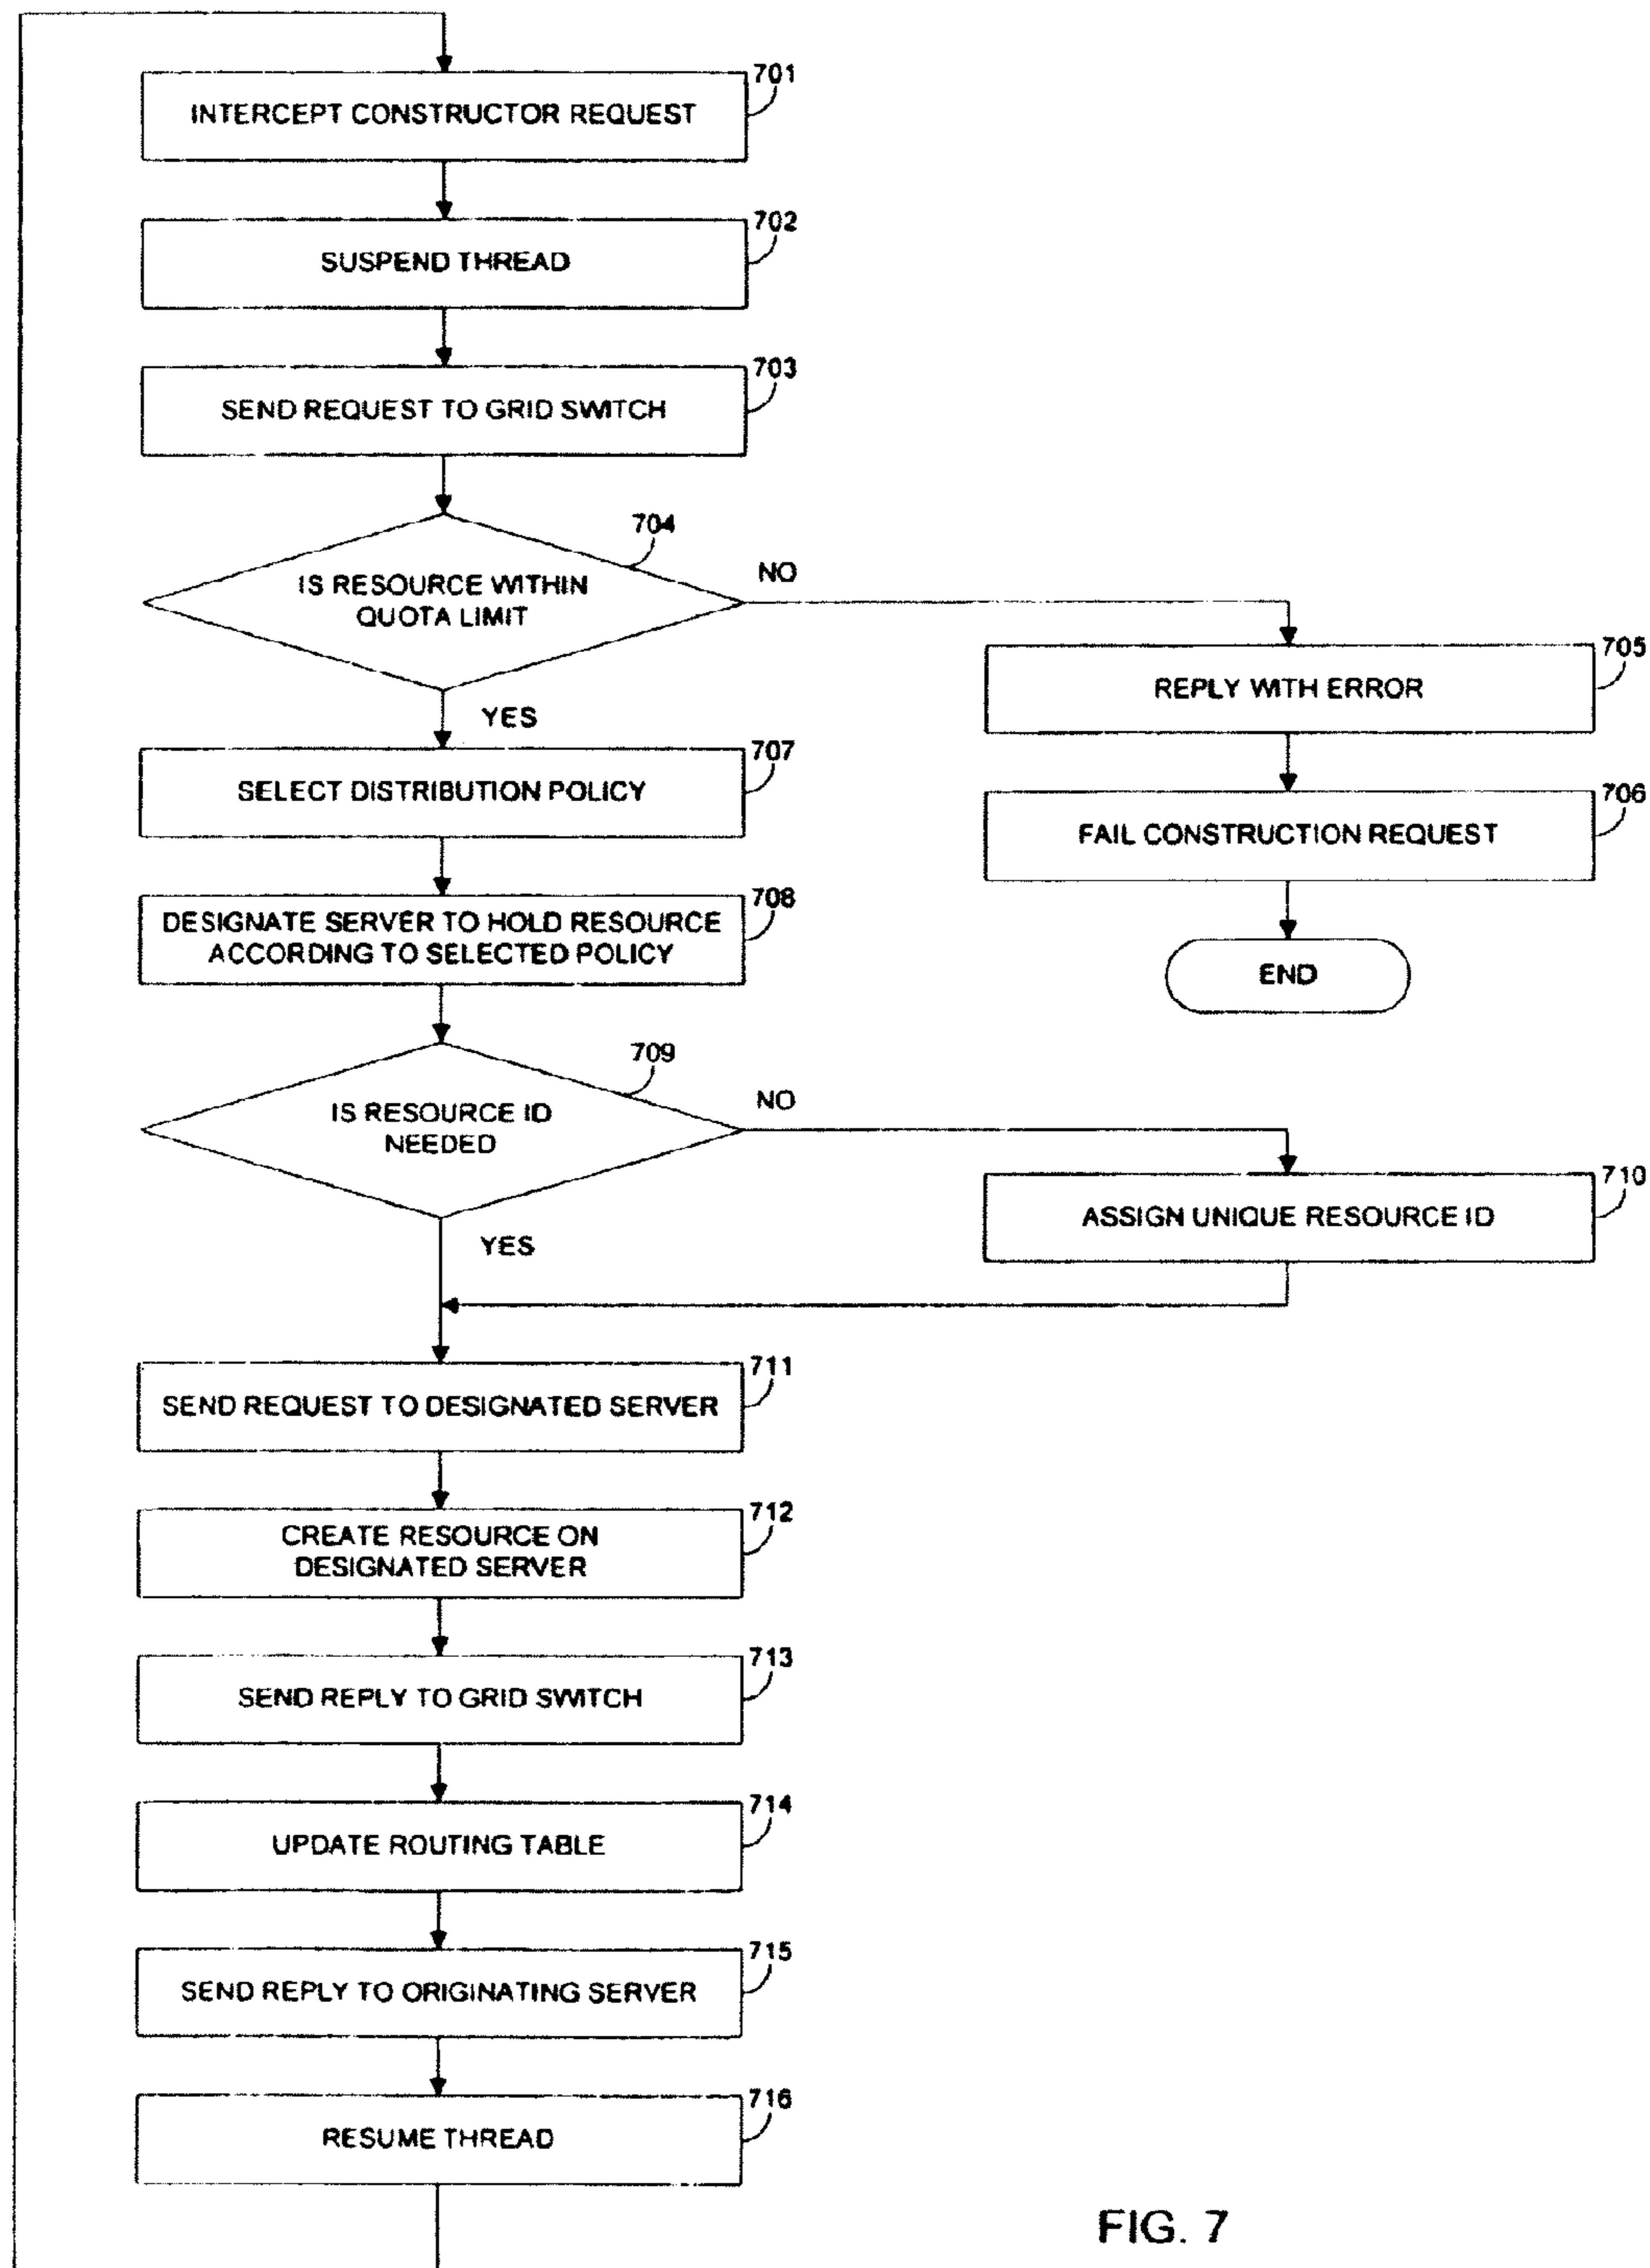 701
INTERCEPT CONSTRUCTOR REQUEST
702
SUSPEND THREAD
703
SEND REQUEST TO GRID SWITCH
704
IS RESOURCE WITHIN
QUOTA LIMIT
NO
YES
705
REPLY WITH ERROR
706
FAIL CONSTRUCTION REQUEST
END
707
SELECT DISTRIBUTION POLICY
708
DESIGNATE SERVER TO HOLD RESOURCE
ACCORDING TO SELECTED POLICY
709
IS RESOURCE ID
NEEDED
NO
YES
710
ASSIGN UNIQUE RESOURCE ID
711
SEND REQUEST TO DESIGNATED SERVER
712
CREATE RESOURCE ON
DESIGNATED SERVER
713
SEND REPLY TO GRID SWITCH
714
UPDATE ROUTING TABLE
715
SEND REPLY TO ORIGINATING SERVER
716
RESUME THREAD
FIG. 7